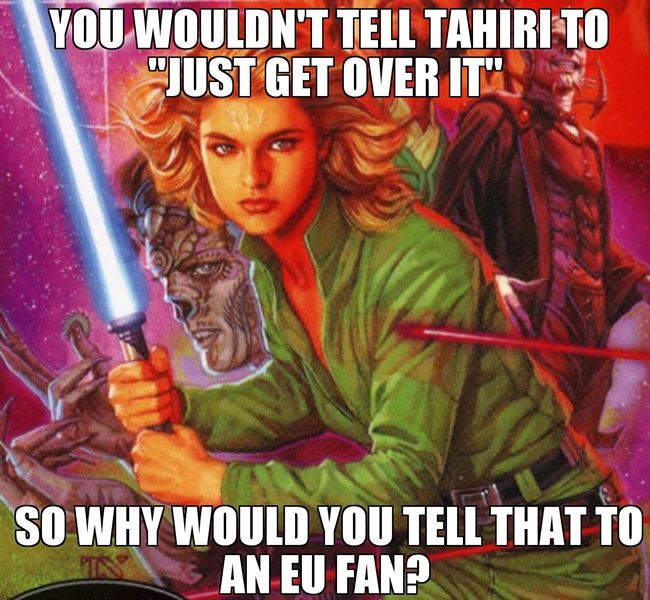 YOU WOULDN'T TELL TAHIRI TO
"JUST GET OVER IT"
SO WHY WOULD YOU TELL THAT TO
AN EU FAN?